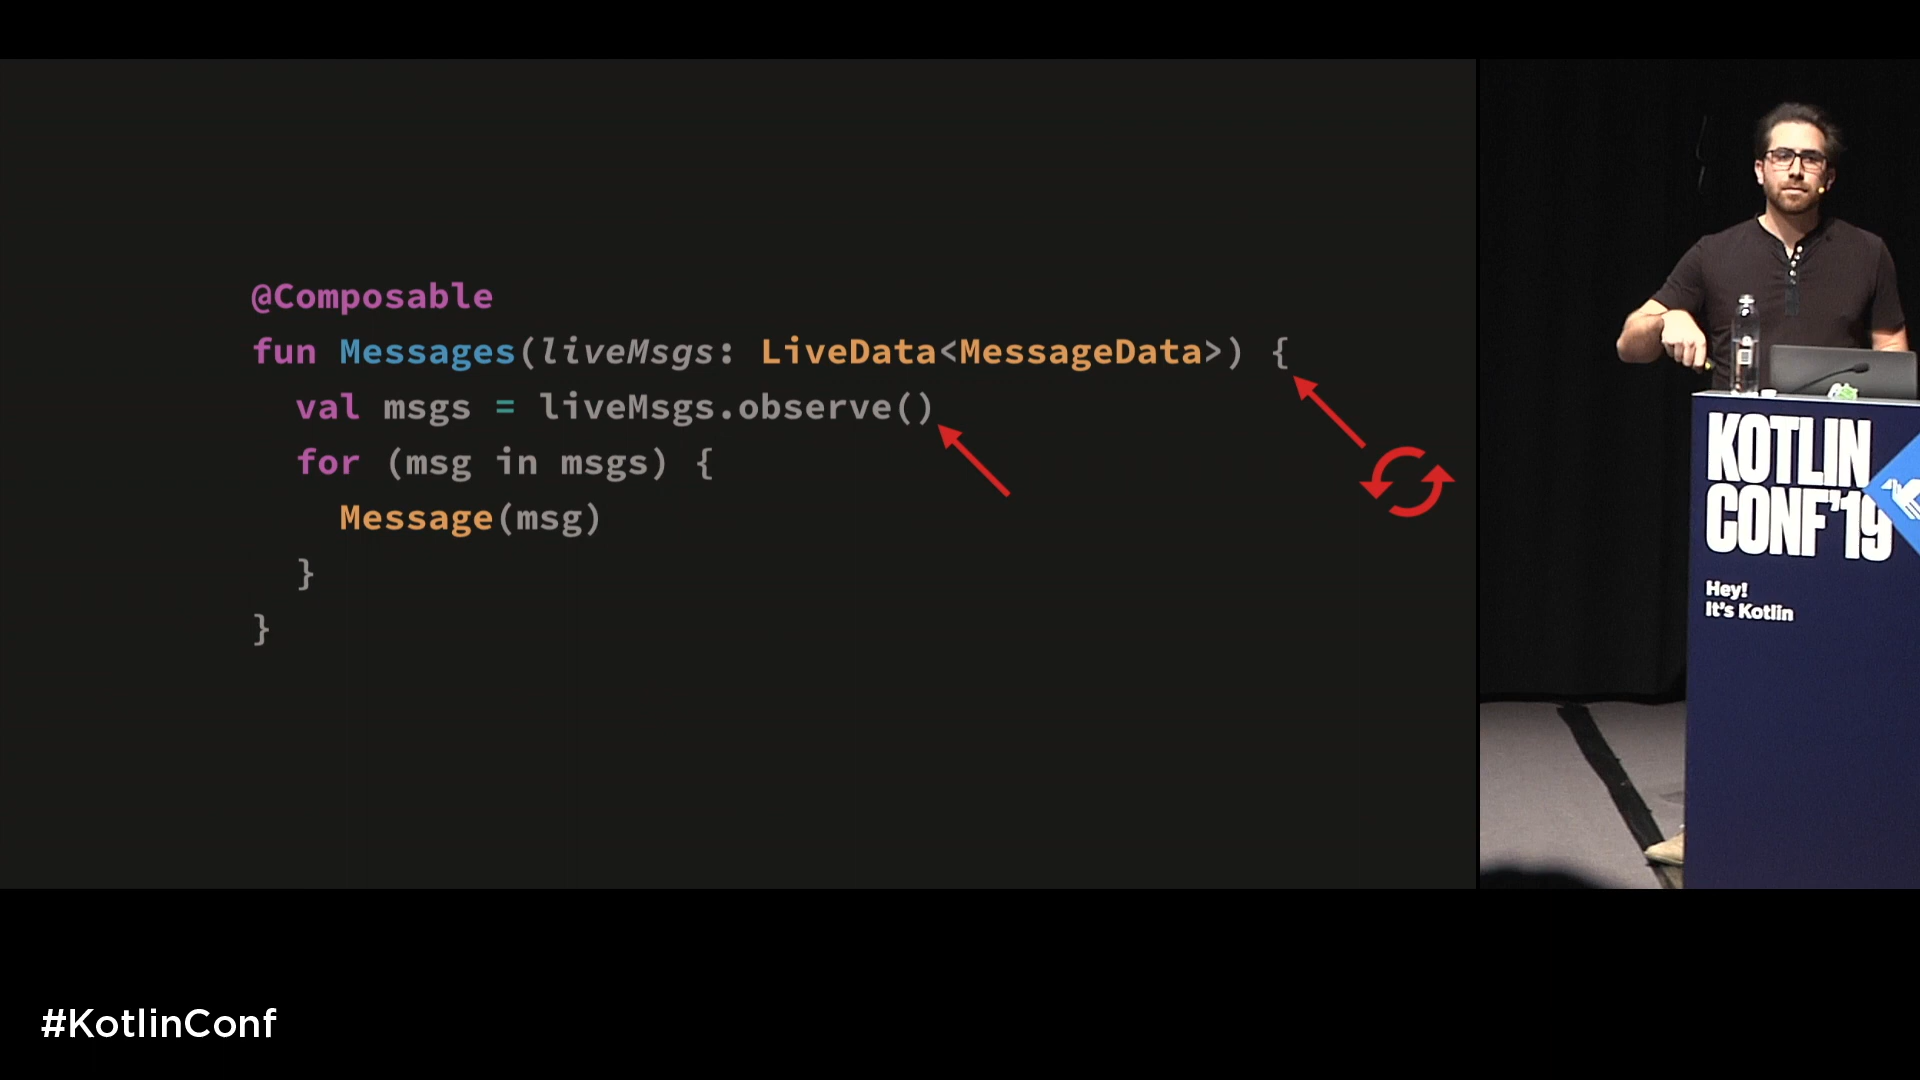 @Composable
fun Messages(liveMsgs: LiveData<MessageData>) {
  val msgs = liveMsgs.observe()
  for (msg in msgs) {
    Message(msg)
  }
}
KOTLIN
CONF'19
Hey!
It's Kotlin
#KotlinConf